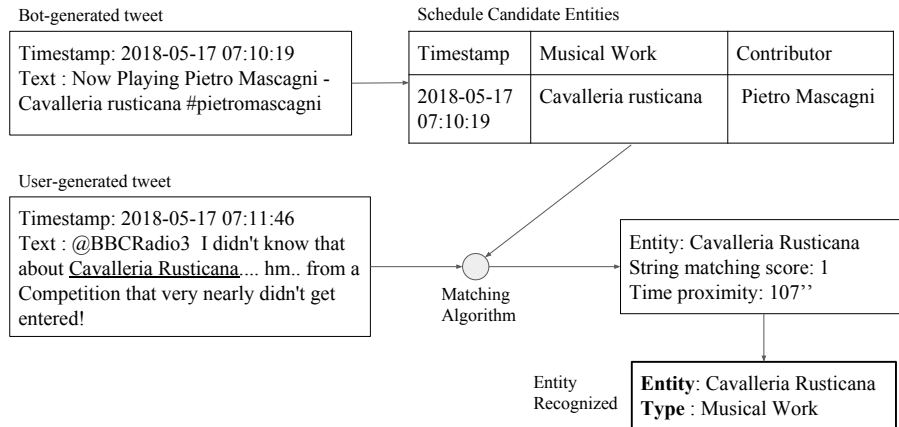 Bot-generated tweet
Timestamp: 2018-05-17 07:10:19
Text : Now Playing Pietro Mascagni -
Cavalleria rusticana #pietromascagni
Schedule Candidate Entities
Timestamp Musical Work Contributor
2018-05-17 Cavalleria rusticana Pietro Mascagni
07:10:19
User-generated tweet
Timestamp: 2018-05-17 07:11:46
Text : @BBCRadio3 I didn't know that
about Cavalleria Rusticana.... hm.. from a
Competition that very nearly didn't get
entered!
Matching
Algorithm
Entity: Cavalleria Rusticana
String matching score: 1
Time proximity: 107’’
Entity
Recognized
Entity: Cavalleria Rusticana
Type : Musical Work